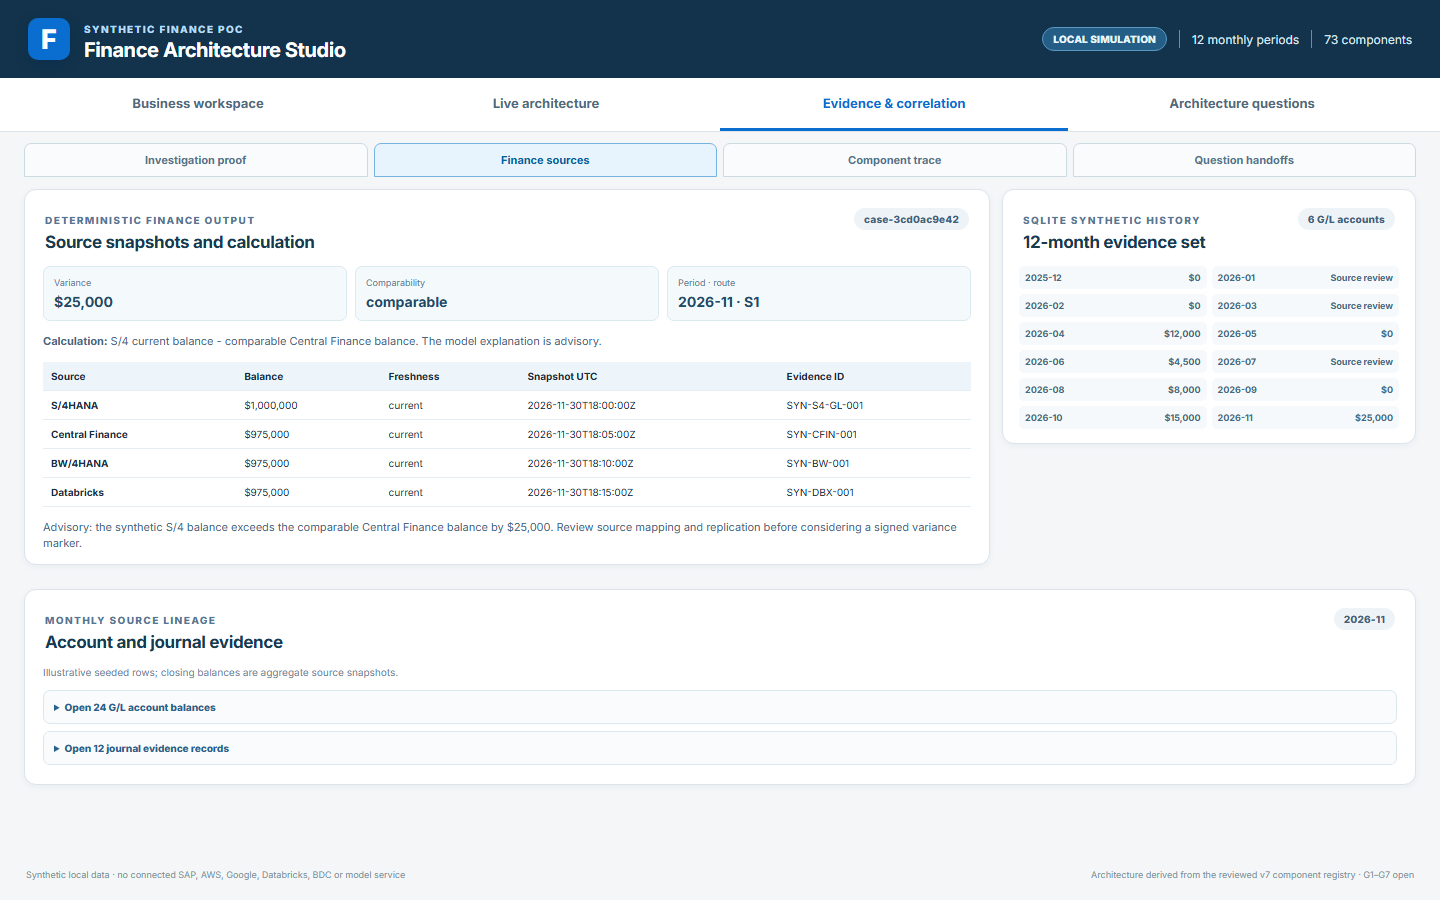 F
SYNTHETIC FINANCE POC
Finance Architecture Studio
LOCAL SIMULATION
12 monthly periods
73 components
Business workspace
Live architecture
Evidence & correlation
Architecture questions
Investigation proof
Finance sources
Component trace
Question handoffs
DETERMINISTIC FINANCE OUTPUT
Source snapshots and calculation
case-3cd0ac9e42
Variance
$25,000
Comparability
comparable
Period · route
2026-11 · S1
Calculation: S/4 current balance - comparable Central Finance balance. The model explanation is advisory.
Source Balance Freshness Snapshot UTC Evidence ID
S/4HANA $1,000,000 current 2026-11-30T18:00:00Z SYN-S4-GL-001
Central Finance $975,000 current 2026-11-30T18:05:00Z SYN-CFIN-001
BW/4HANA $975,000 current 2026-11-30T18:10:00Z SYN-BW-001
Databricks $975,000 current 2026-11-30T18:15:00Z SYN-DBX-001
Advisory: the synthetic S/4 balance exceeds the comparable Central Finance balance by $25,000. Review source mapping and replication before considering a signed variance
marker.
SQLITE SYNTHETIC HISTORY
12-month evidence set
6 G/L accounts
2025-12 $0 2026-01 Source review
2026-02 $0 2026-03 Source review
2026-04 $12,000 2026-05 $0
2026-06 $4,500 2026-07 Source review
2026-08 $8,000 2026-09 $0
2026-10 $15,000 2026-11 $25,000
MONTHLY SOURCE LINEAGE
Account and journal evidence
2026-11
Illustrative seeded rows; closing balances are aggregate source snapshots.
Open 24 G/L account balances
Open 12 journal evidence records
Synthetic local data · no connected SAP, AWS, Google, Databricks, BDC or model service
Architecture derived from the reviewed v7 component registry · G1–G7 open